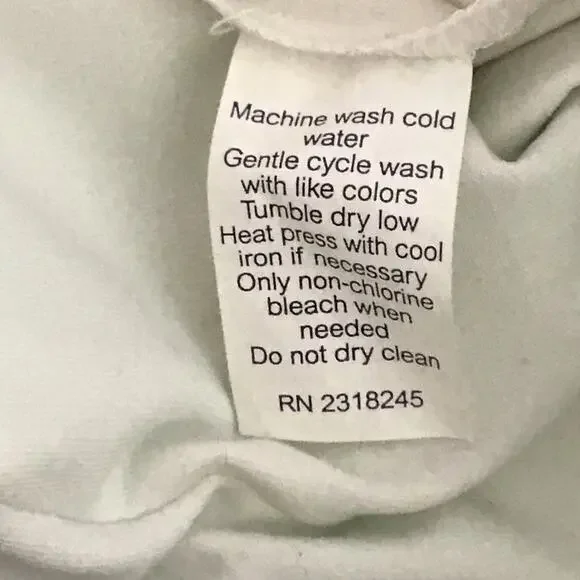 Machine wash cold
water
Gentle cycle wash
with like colors
Tumble dry low
Heat press with cool
iron if necessary
Only non-chlorine
bleach when
needed
Do not dry clean
RN 2318245